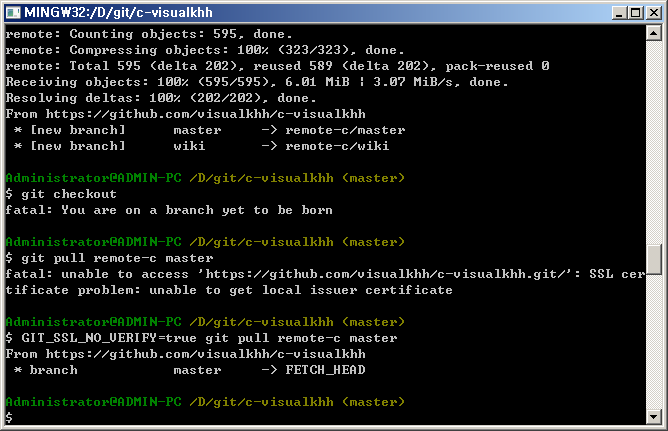 MINGW32:/D/git/c-visualkhh
remote: Counting objects: 595, done.
remote: Compressing objects: 100% (323/323), done.
remote: Total 595 (delta 202), reused 589 (delta 202), pack-reused 0
Receiving objects: 100% (595/595), 6.01 MiB ¦ 3.07 MiB/s, done.
Resolving deltas: 100% (202/202), done.
From https://github.com/visualkhh/c-visualkhh
 * [new branch]      master     -> remote-c/master
 * [new branch]      wiki       -> remote-c/wiki
Administrator@ADMIN-PC /D/git/c-visualkhh (master)
$ git checkout
fatal: You are on a branch yet to be born
Administrator@ADMIN-PC /D/git/c-visualkhh (master)
$ git pull remote-c master
fatal: unable to access 'https://github.com/visualkhh/c-visualkhh.git/': SSL cer
tificate problem: unable to get local issuer certificate
Administrator@ADMIN-PC /D/git/c-visualkhh (master)
$ GIT_SSL_NO_VERIFY=true git pull remote-c master
From https://github.com/visualkhh/c-visualkhh
 * branch            master     -> FETCH_HEAD
Administrator@ADMIN-PC /D/git/c-visualkhh (master)
$